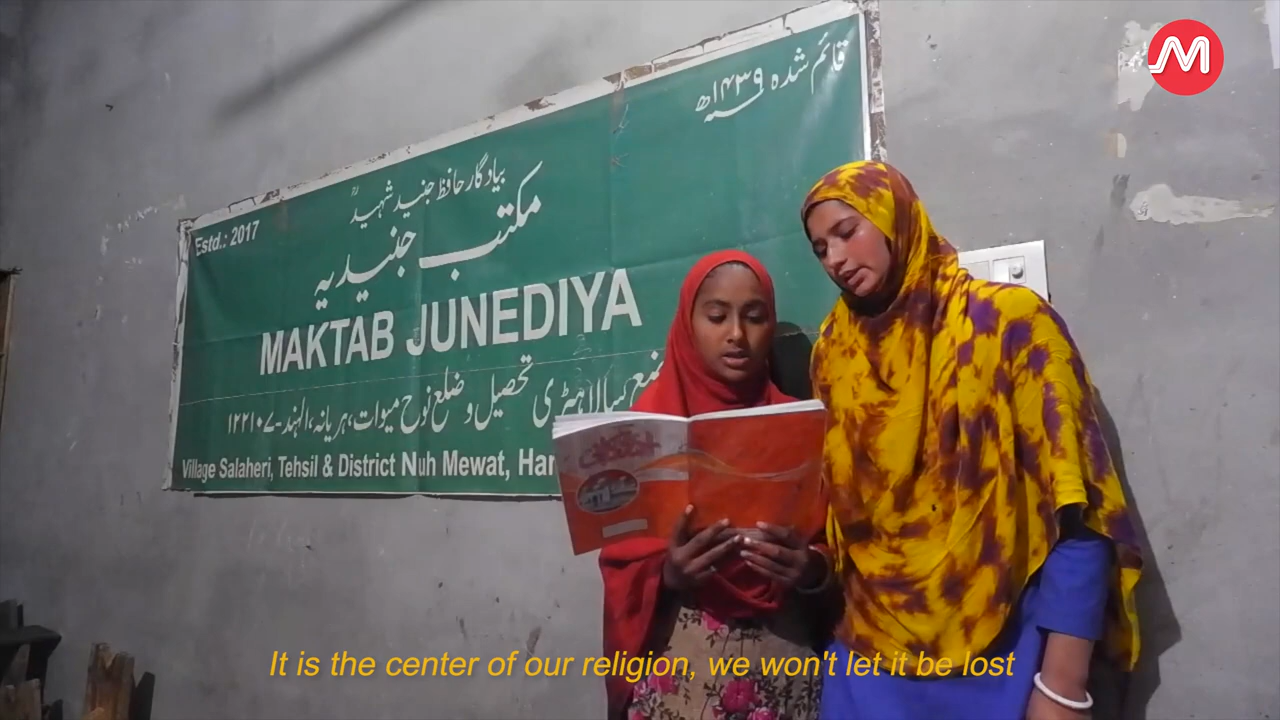 قائم شدہ ۱۴۳۹ھ
بیادگار حافظ جنید شہیدؒ
Estd.: 2017
مکتب جنیدیہ
MAKTAB JUNEDIYA
سالاہیڑی تحصیل و ضلع نوح میوات، ہریانہ، الہند-۱۲۲۱۰۷
Village Salaheri, Tehsil & District Nuh Mewat, Har
It is the center of our religion, we won't let it be lost
M